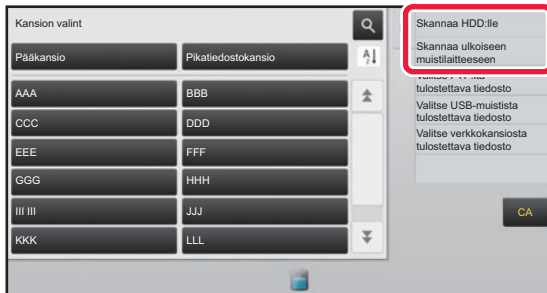 Kansion valint
Pääkansio
Pikatiedostokansio
AAA
BBB
CCC
DDD
EEE
FFF
GGG
HHH
III III
JJJ
KKK
LLL
Skannaa HDD:lle
Skannaa ulkoiseen
muistilaitteeseen
tulostettava tiedosto
Valitse USB-muistista
tulostettava tiedosto
Valitse verkkokansiosta
tulostettava tiedosto
CA